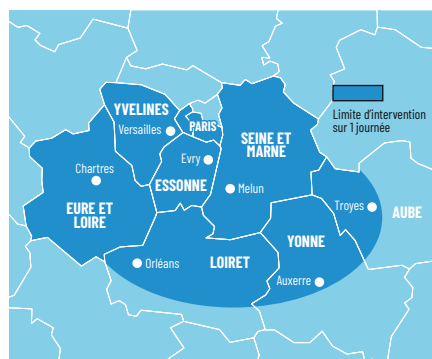 YVELINES
Versailles
PARIS
SEINE ET
MARNE
Limite d'intervention
sur 1 journée
Chartres
Evry
ESSONNE
Melun
EURE ET
LOIRE
Troyes
AUBE
YONNE
Orléans
LOIRET
Auxerre